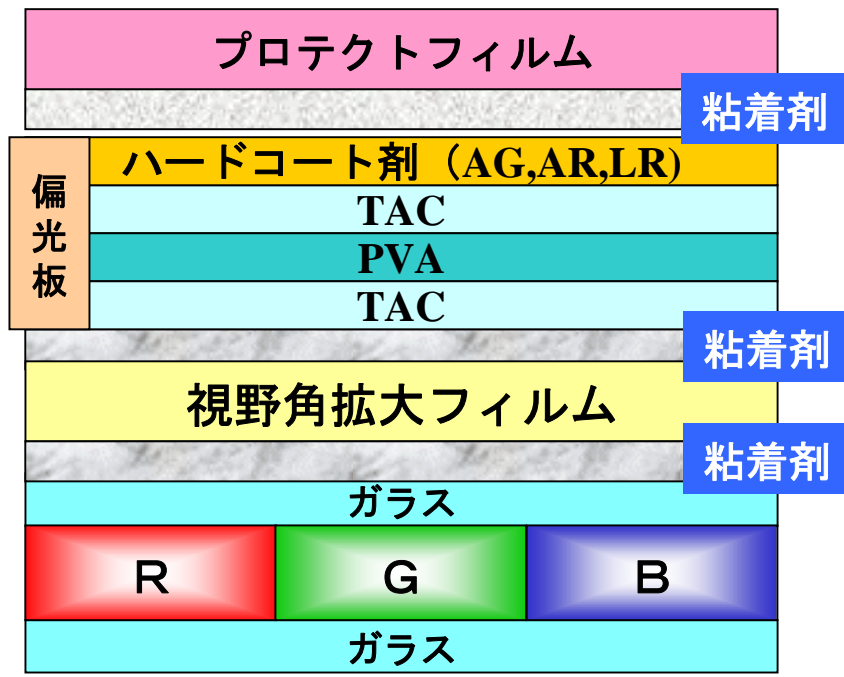 プロテクトフィルム
粘着剤
ハードコート剤（AG,AR,LR)
偏光板
TAC
PVA
TAC
粘着剤
視野角拡大フィルム
粘着剤
ガラス
R G B
ガラス